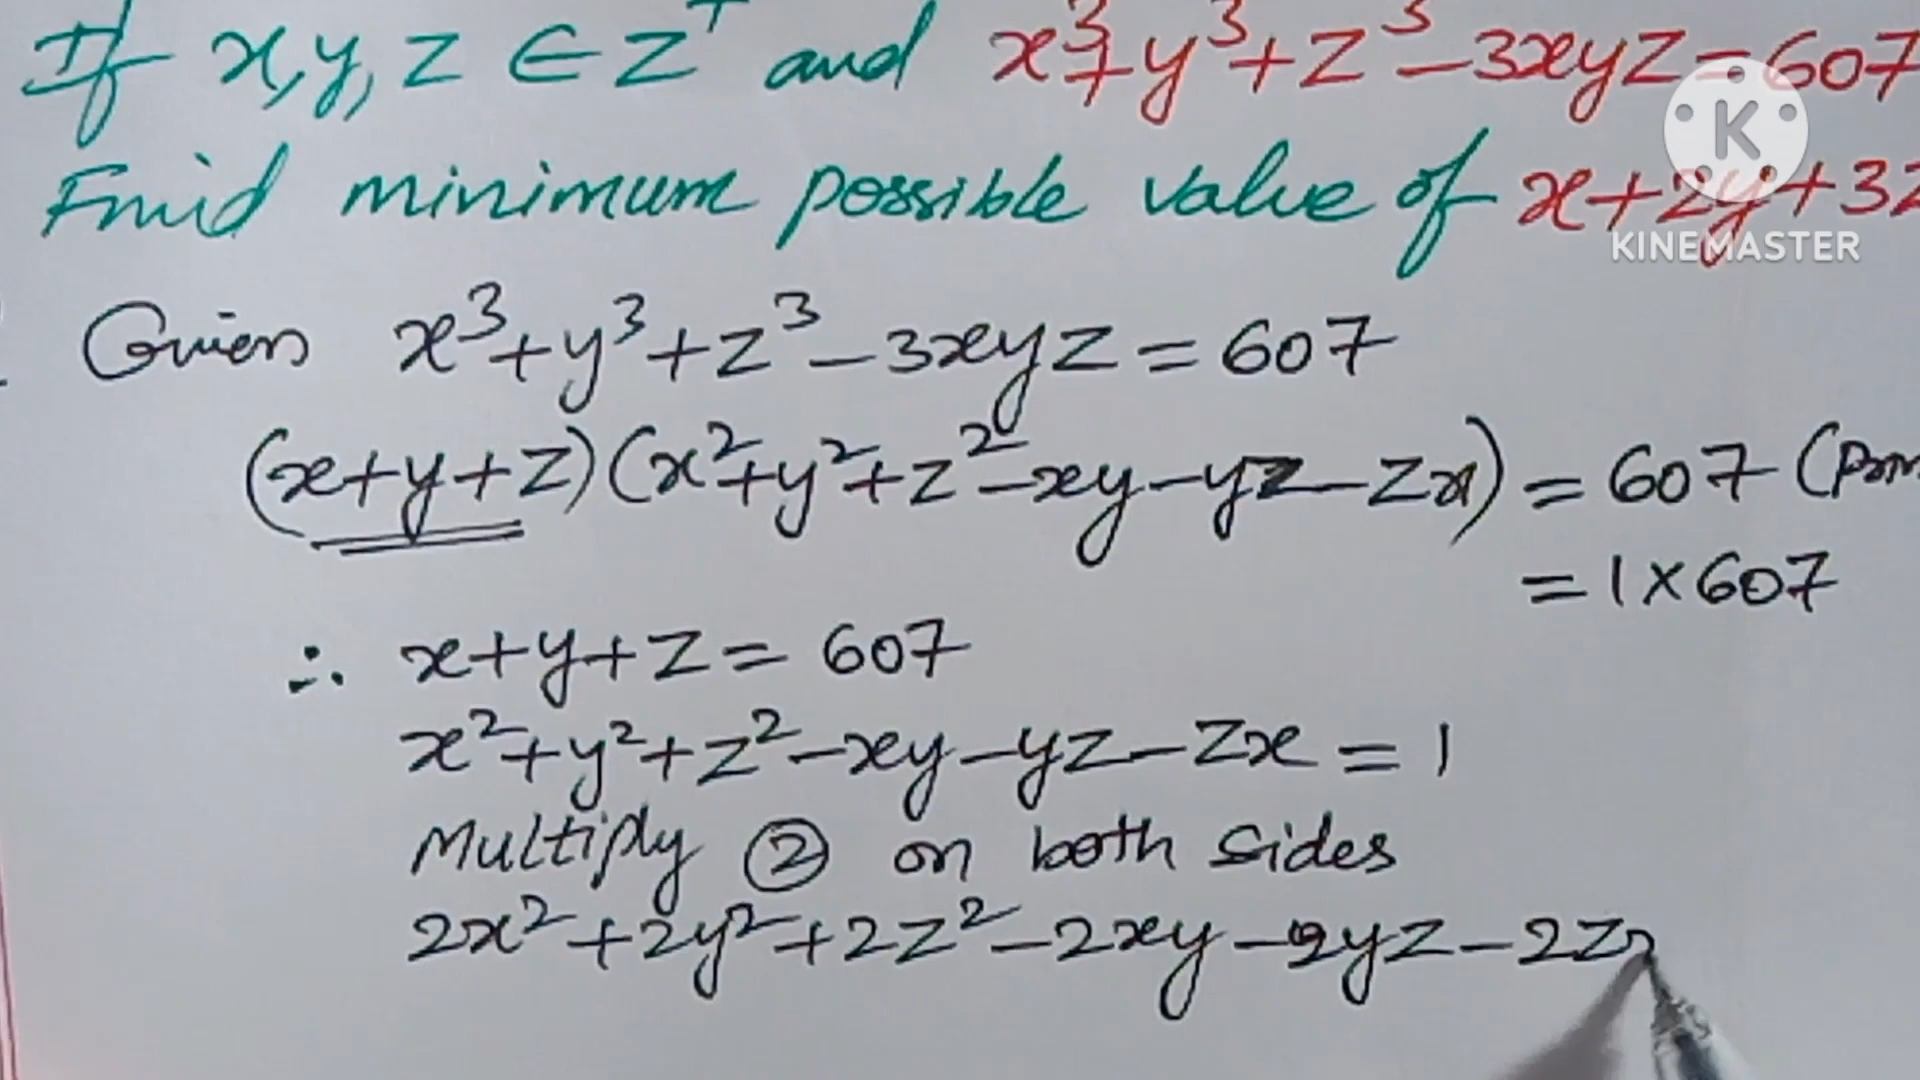 If x, y, z ∈ Z⁺ and x³+y³+z³-3xyz=607
Find minimum possible value of x+2y+3z
K
KINEMASTER
Given x³+y³+z³-3xyz=607
(x+y+z)(x²+y²+z²-xy-yz-zx)=607
=1×607
∴ x+y+z=607
x²+y²+z²-xy-yz-zx=1
Multiply ② on both sides
2x²+2y²+2z²-2xy-2yz-2zx